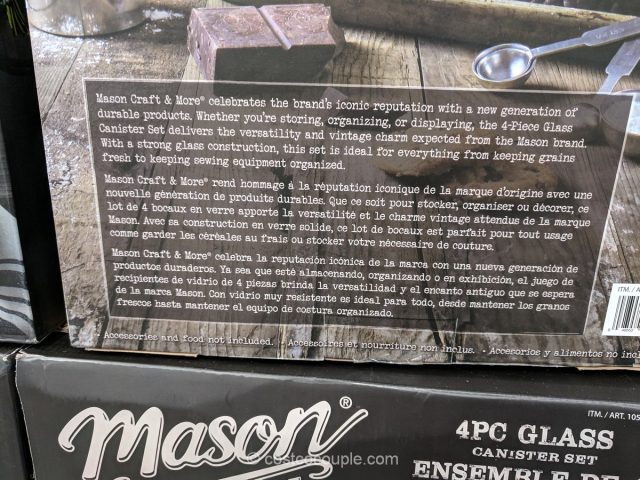 Mason Craft & More® celebrates the brand's iconic reputation with a new generation of
durable products. Whether you're storing, organizing, or displaying, the 4-Piece Glass
Canister Set delivers the versatility and vintage charm expected from the Mason brand.
With a strong glass construction, this set is ideal for everything from keeping grains
fresh to keeping sewing equipment organized.
Mason Craft & More® rend hommage à la réputation iconique de la marque d'origine avec une
nouvelle génération de produits durables. Que ce soit pour stocker, organiser ou décorer, ce
lot de 4 bocaux en verre apporte la versatilité et le charme vintage attendus de la marque
Mason. Avec sa construction en verre solide, ce lot de bocaux est parfait pour tout usage
comme garder les céréales au frais ou stocker votre nécessaire de couture.
Mason Craft & More® celebra la reputación icónica de la marca con una nueva generación de
productos duraderos. Ya sea que esté almacenando, organizando o en exhibición, el juego de
recipientes de vidrio de 4 piezas brinda la versatilidad y el encanto antiguo que se espera
de la marca Mason. Con vidrio muy resistente es ideal para todo, desde mantener los granos
frescos hasta mantener el equipo de costura organizado.
· Accessories and food not included. · Accessoires et nourriture non inclus. · Accesorios y alimentos no
ITM. / A
Mason®
ITM. / ART. 105
4PC GLASS
CANISTER SET
ENSEMBLE DE
© costcocouple.com